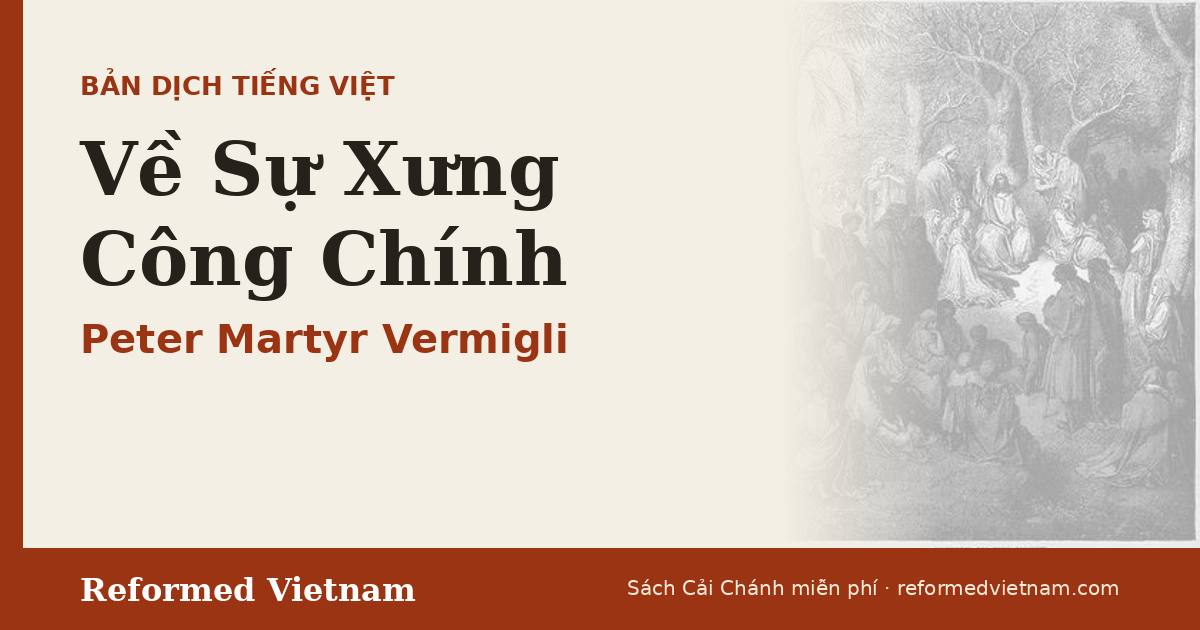 BẢN DỊCH TIẾNG VIỆT
Về Sự Xưng
Công Chính
Peter Martyr Vermigli
Reformed Vietnam
Sách Cải Chánh miễn phí · reformedvietnam.com